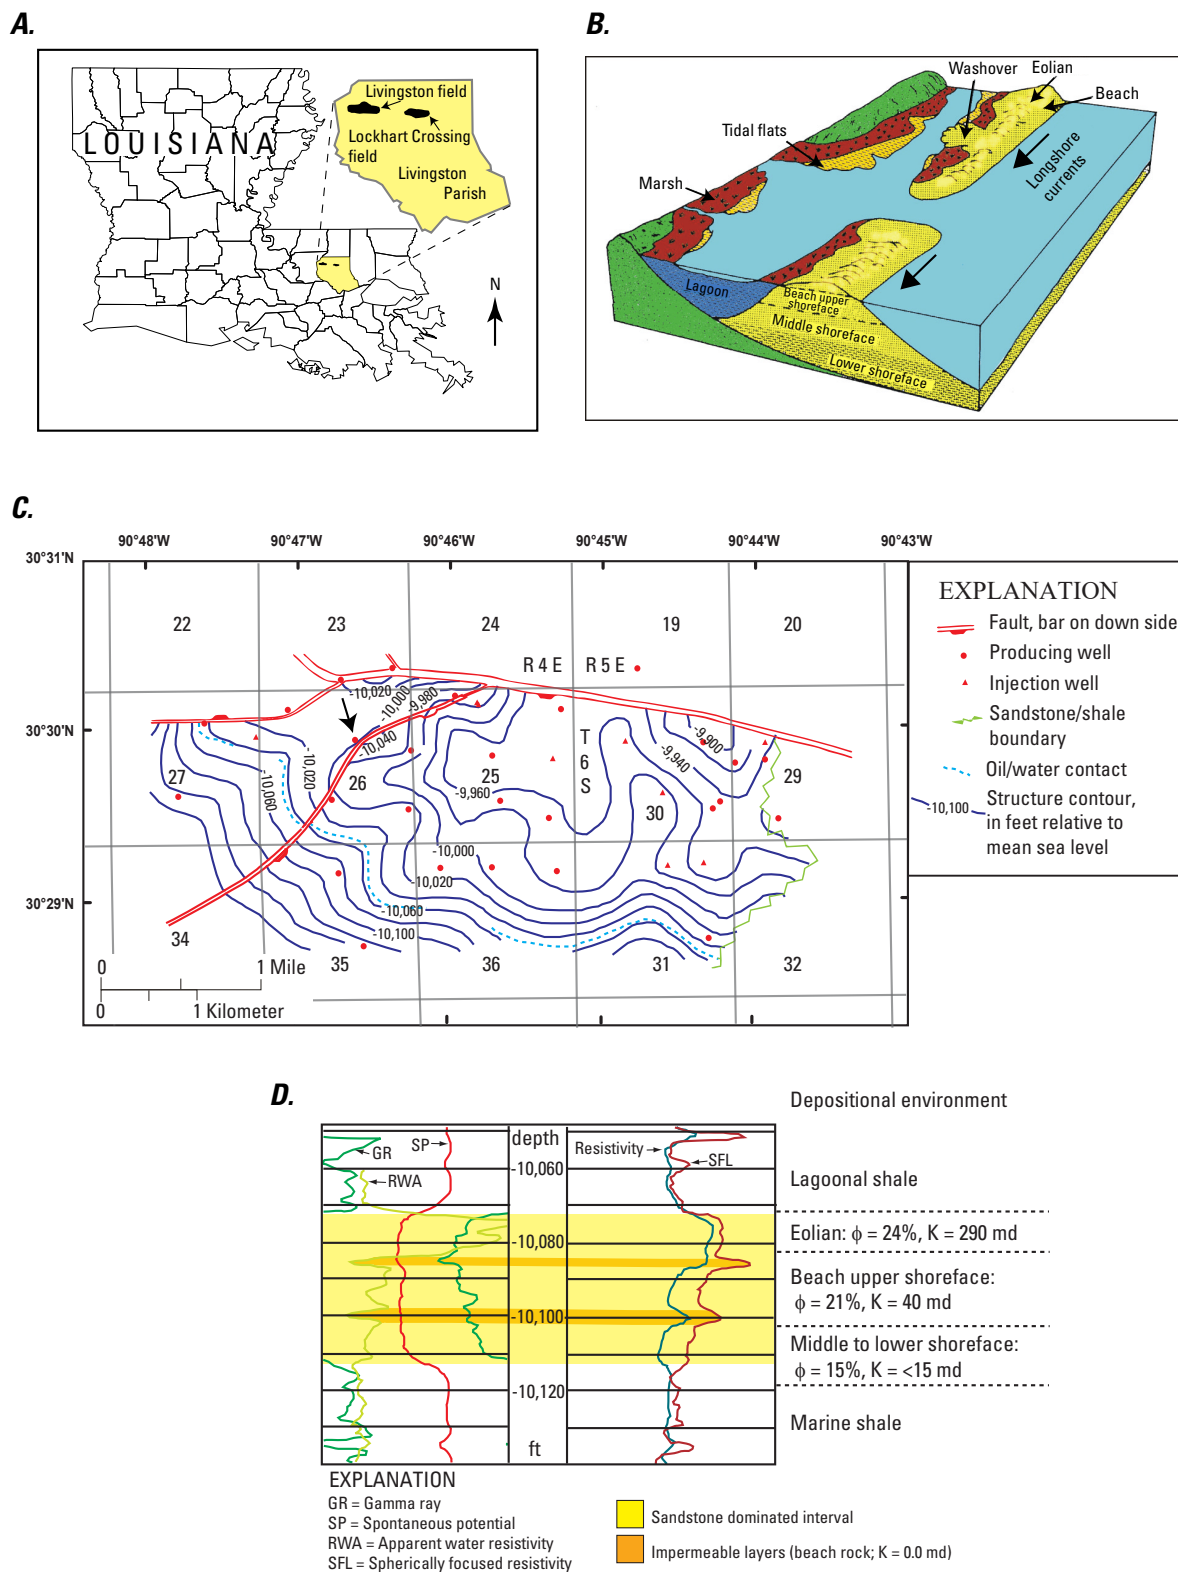 A.
LOUISIANA
Livingston field
Lockhart Crossing
field
Livingston
Parish
N
B.
Washover
Eolian
Beach
Tidal flats
Longshore
currents
Marsh
Lagoon
Beach upper
shoreface
Middle shoreface
Lower shoreface
C.
90°48'W 90°47'W 90°46'W 90°45'W 90°44'W 90°43'W
30°31'N
22 23 24 19 20
R 4 E R 5 E
-10,020
-10,000
-9,980
30°30'N
-10,040
-9,900
-9,940
T
6
S
-10,020
-10,060
27 26 25 29
-9,960
30
-10,000
-10,020
30°29'N
-10,060
-10,100
34 35 36 31 32
0 1 Mile
0 1 Kilometer
EXPLANATION
Fault, bar on down side
Producing well
Injection well
Sandstone/shale
boundary
Oil/water contact
-10,100
Structure contour,
in feet relative to
mean sea level
D.
Depositional environment
GR
SP
RWA
depth
Resistivity
SFL
-10,060
-10,080
-10,100
-10,120
ft
Lagoonal shale
Eolian: ϕ = 24%, K = 290 md
Beach upper shoreface:
ϕ = 21%, K = 40 md
Middle to lower shoreface:
ϕ = 15%, K = <15 md
Marine shale
EXPLANATION
GR = Gamma ray
SP = Spontaneous potential
RWA = Apparent water resistivity
SFL = Spherically focused resistivity
Sandstone dominated interval
Impermeable layers (beach rock; K = 0.0 md)